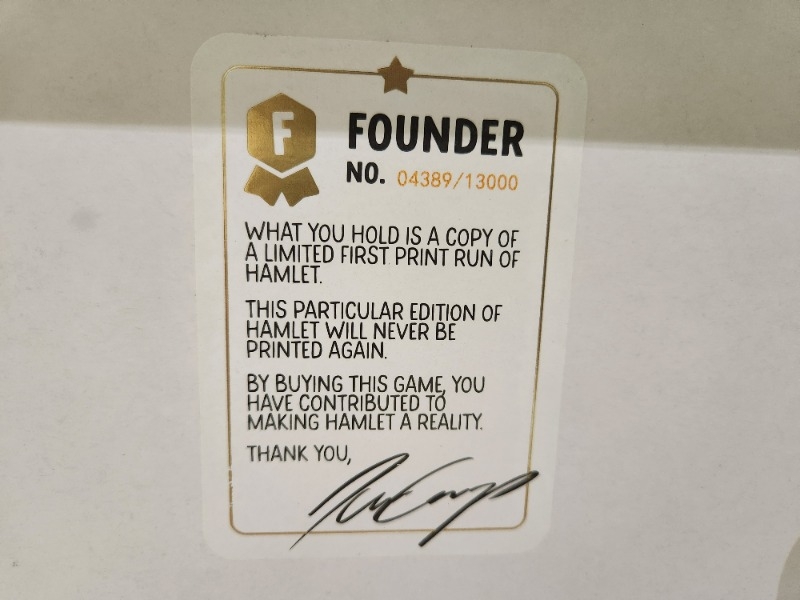 F
FOUNDER
NO. 04389/13000
WHAT YOU HOLD IS A COPY OF
A LIMITED FIRST PRINT RUN OF
HAMLET.
THIS PARTICULAR EDITION OF
HAMLET WILL NEVER BE
PRINTED AGAIN.
BY BUYING THIS GAME, YOU
HAVE CONTRIBUTED TO
MAKING HAMLET A REALITY.
THANK YOU,